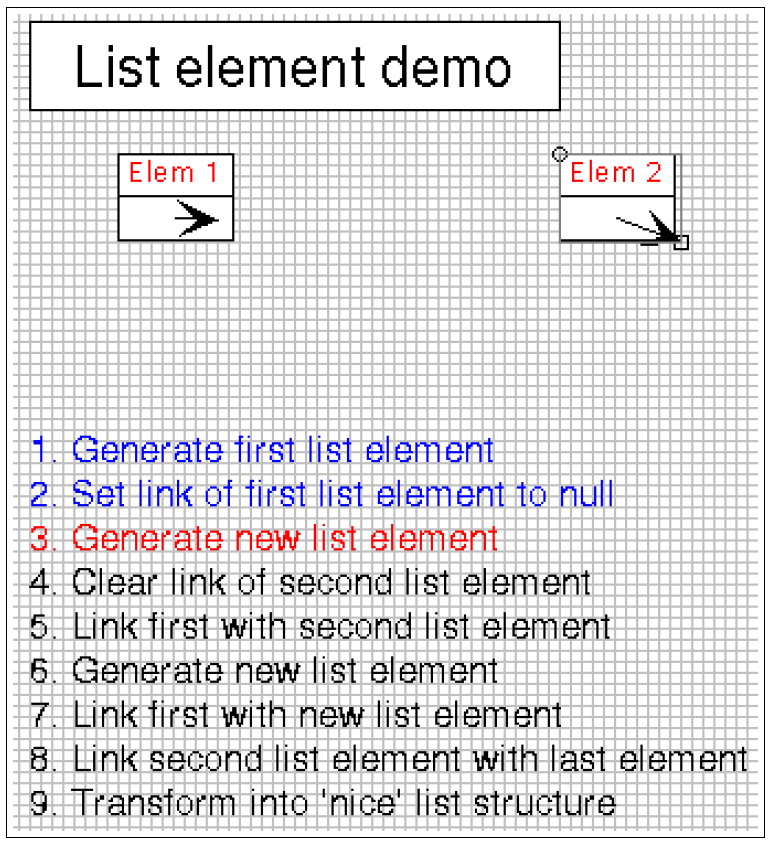 List element demo
Elem 1
Elem 2
1. Generate first list element
2. Set link of first list element to null
3. Generate new list element
4. Clear link of second list element
5. Link first with second list element
6. Generate new list element
7. Link first with new list element
8. Link second list element with last element
9. Transform into 'nice' list structure